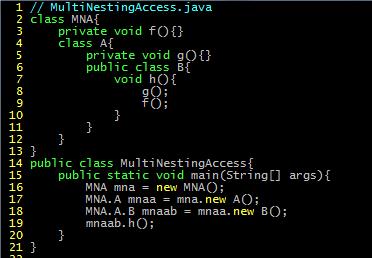 1 // MultiNestingAccess.java
2 class MNA{
3     private void f(){}
4     class A{
5         private void g(){}
6         public class B{
7             void h(){
8                 g();
9                 f();
10             }
11         }
12     }
13 }
14 public class MultiNestingAccess{
15     public static void main(String[] args){
16         MNA mna = new MNA();
17         MNA.A mnaa = mna.new A();
18         MNA.A.B mnaab = mnaa.new B();
19         mnaab.h();
20     }
21 }